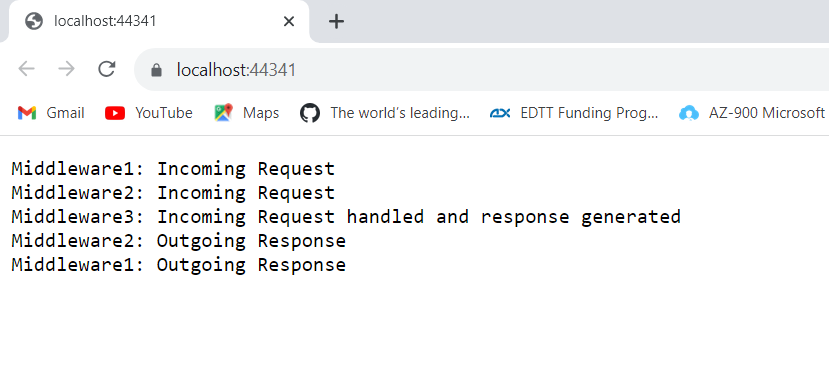 localhost:44341
localhost:44341
Gmail YouTube Maps The world's leading... EDTT Funding Prog... AZ-900 Microsoft
Middleware1: Incoming Request
Middleware2: Incoming Request
Middleware3: Incoming Request handled and response generated
Middleware2: Outgoing Response
Middleware1: Outgoing Response